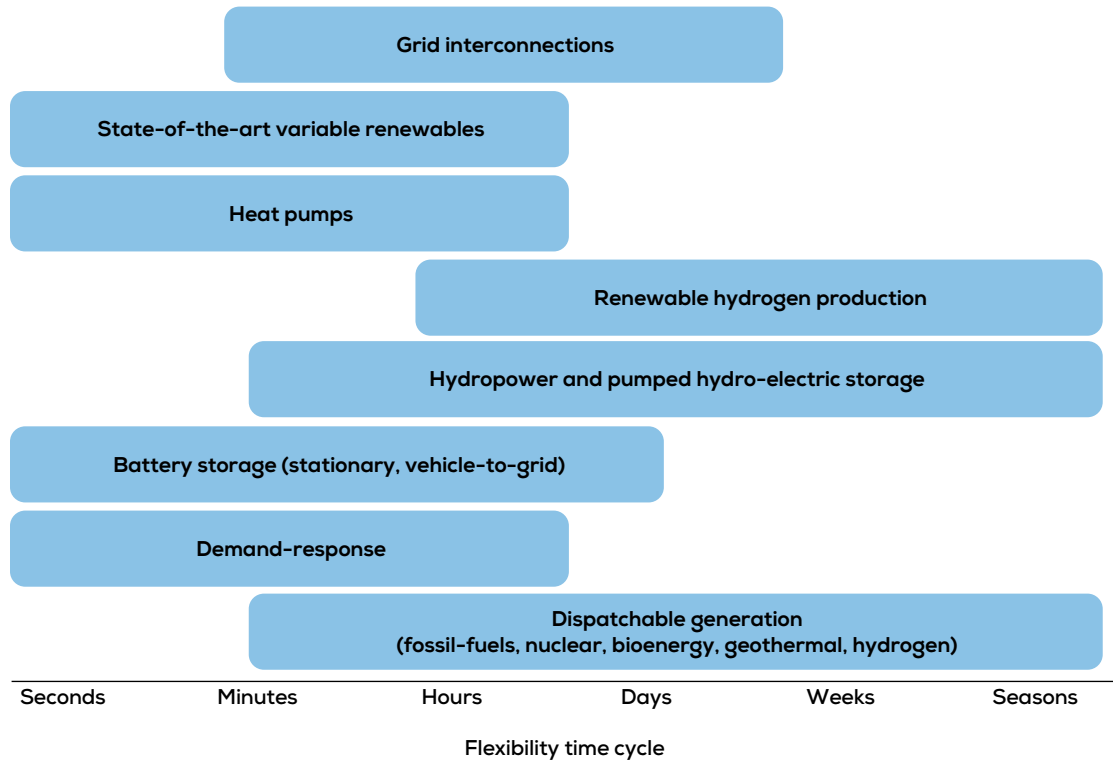 Grid interconnections
State-of-the-art variable renewables
Heat pumps
Renewable hydrogen production
Hydropower and pumped hydro-electric storage
Battery storage (stationary, vehicle-to-grid)
Demand-response
Dispatchable generation
(fossil-fuels, nuclear, bioenergy, geothermal, hydrogen)
Seconds Minutes Hours Days Weeks Seasons
Flexibility time cycle